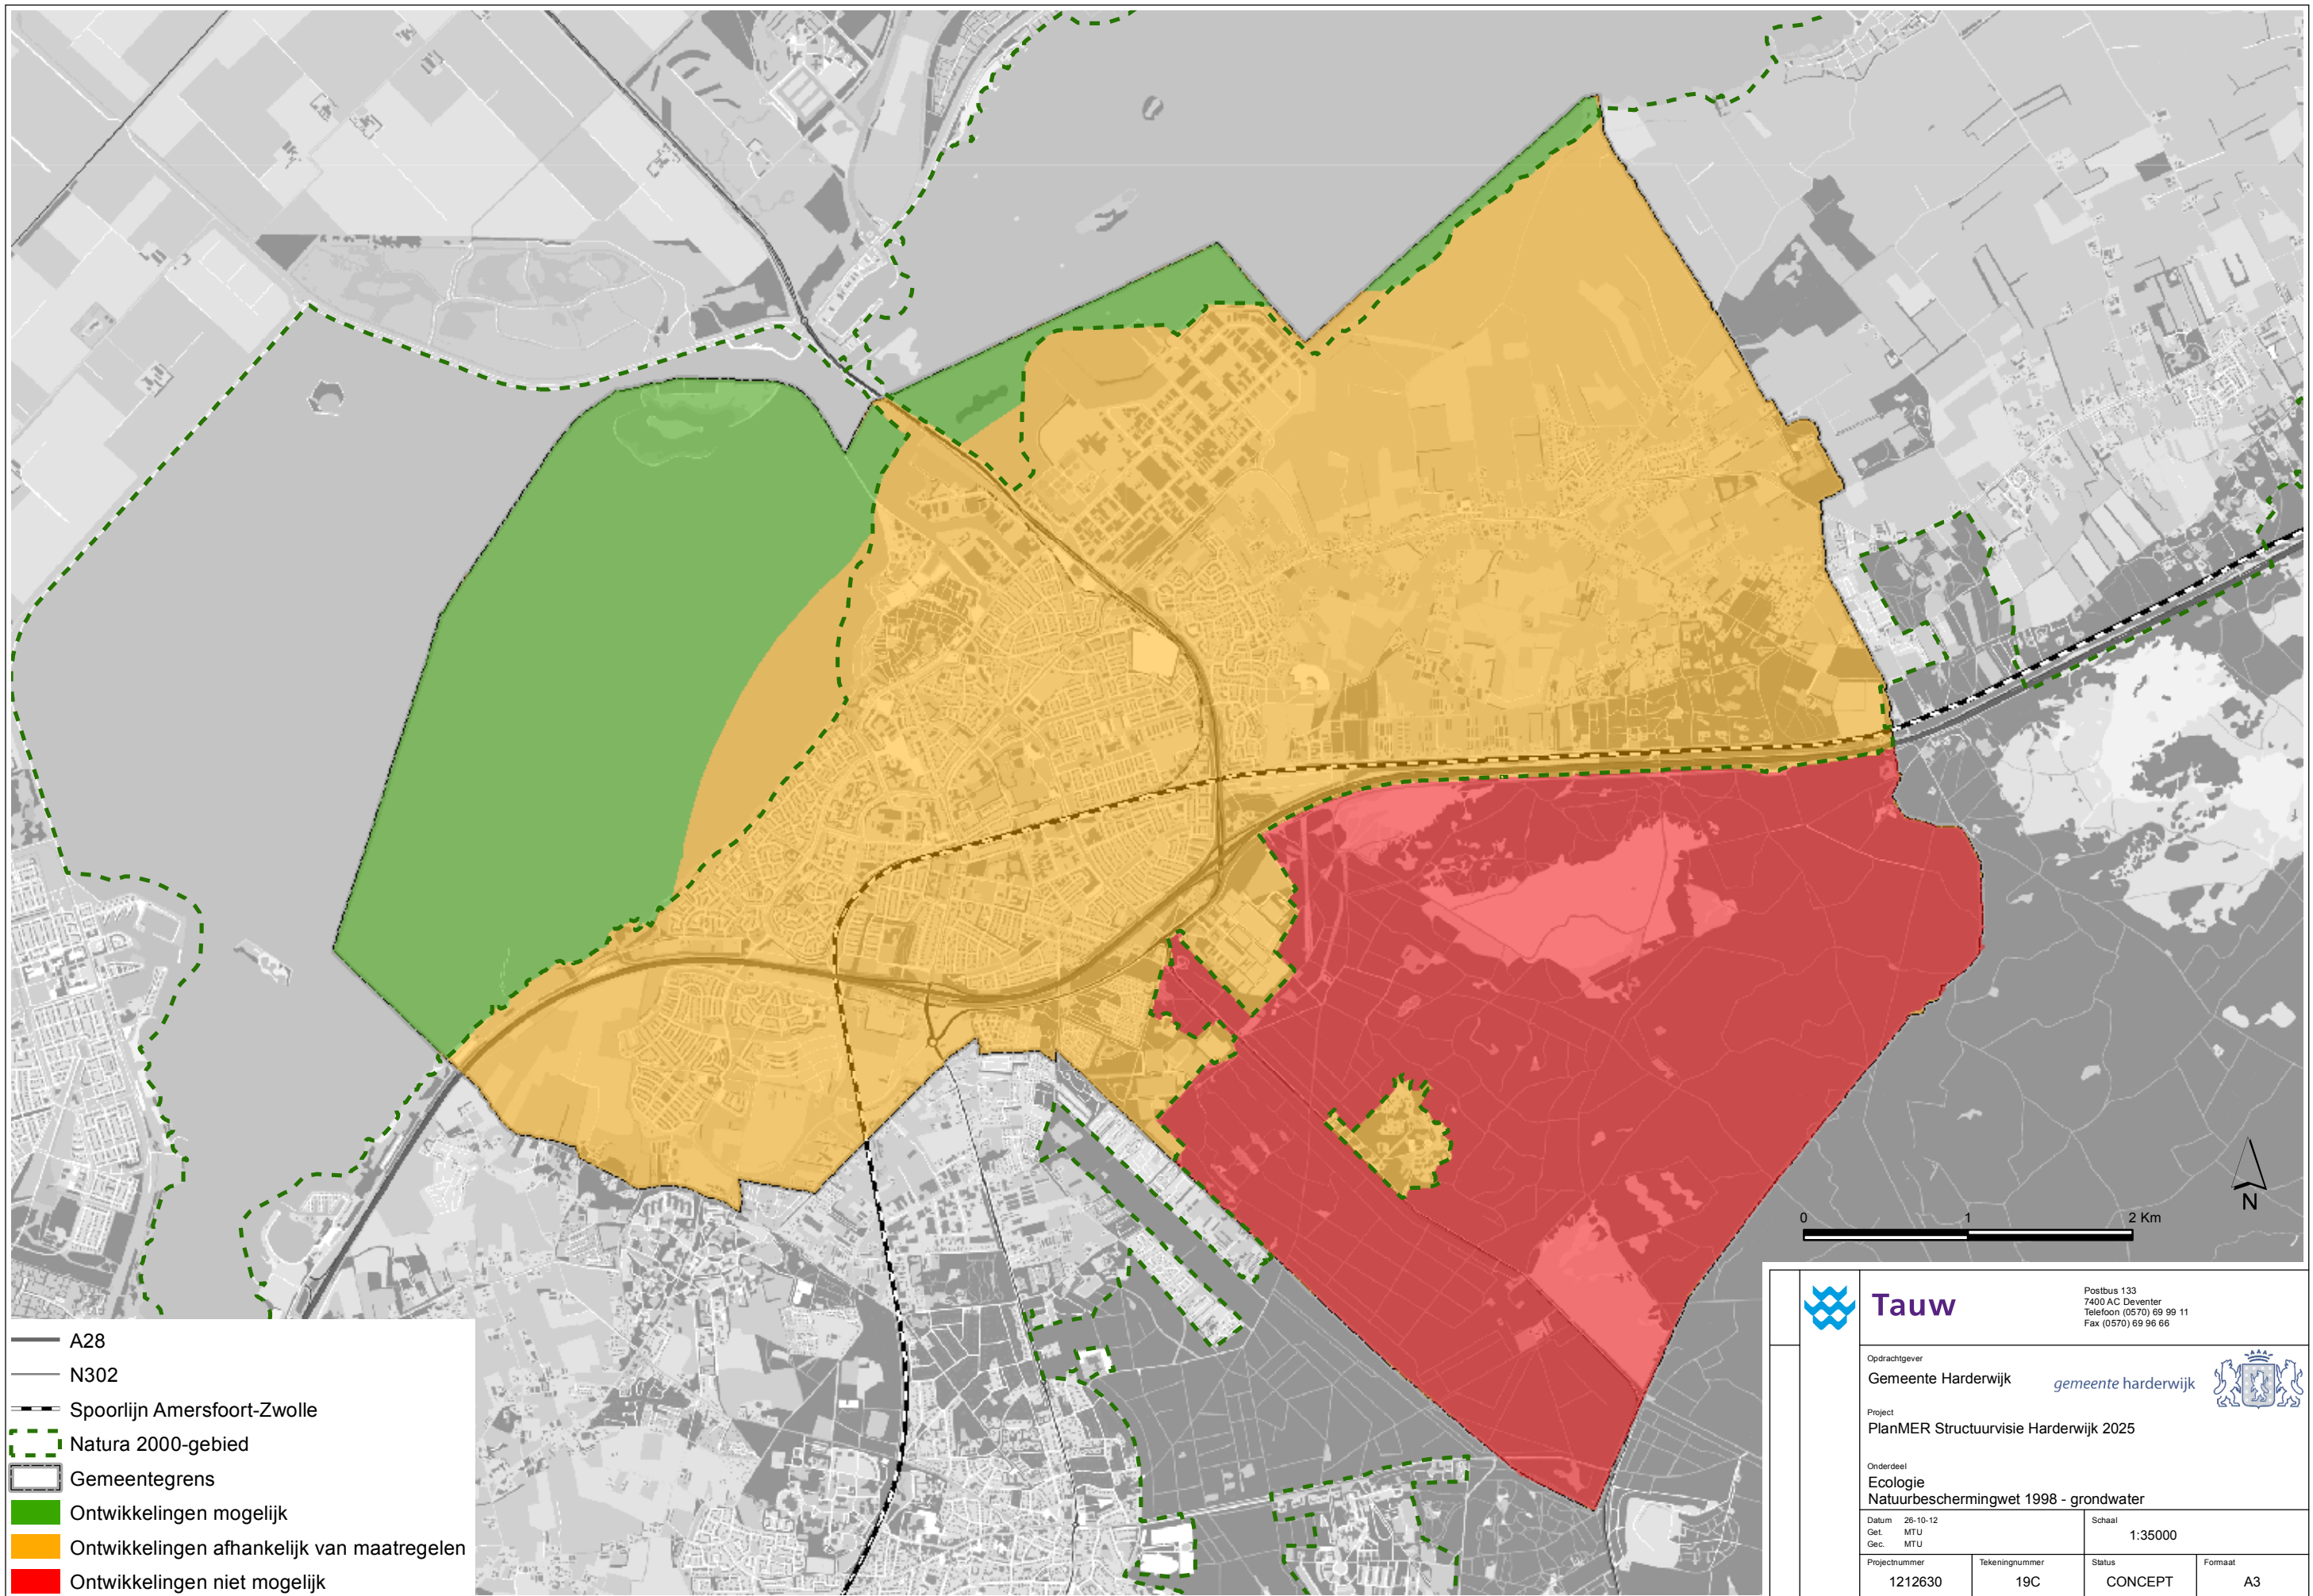 0 1 2 Km
N
A28
N302
Spoorlijn Amersfoort-Zwolle
Natura 2000-gebied
Gemeentegrens
Ontwikkelingen mogelijk
Ontwikkelingen afhankelijk van maatregelen
Ontwikkelingen niet mogelijk
Tauw
Postbus 133
7400 AC Deventer
Telefoon (0570) 69 99 11
Fax (0570) 69 96 66
Opdrachtgever
Gemeente Harderwijk
gemeente harderwijk
Project
PlanMER Structuurvisie Harderwijk 2025
Onderdeel
Ecologie
Natuurbeschermingwet 1998 - grondwater
Datum 26-10-12
Get. MTU
Gec. MTU
Schaal
1:35000
Projectnummer
1212630
Tekeningnummer
19C
Status
CONCEPT
Formaat
A3